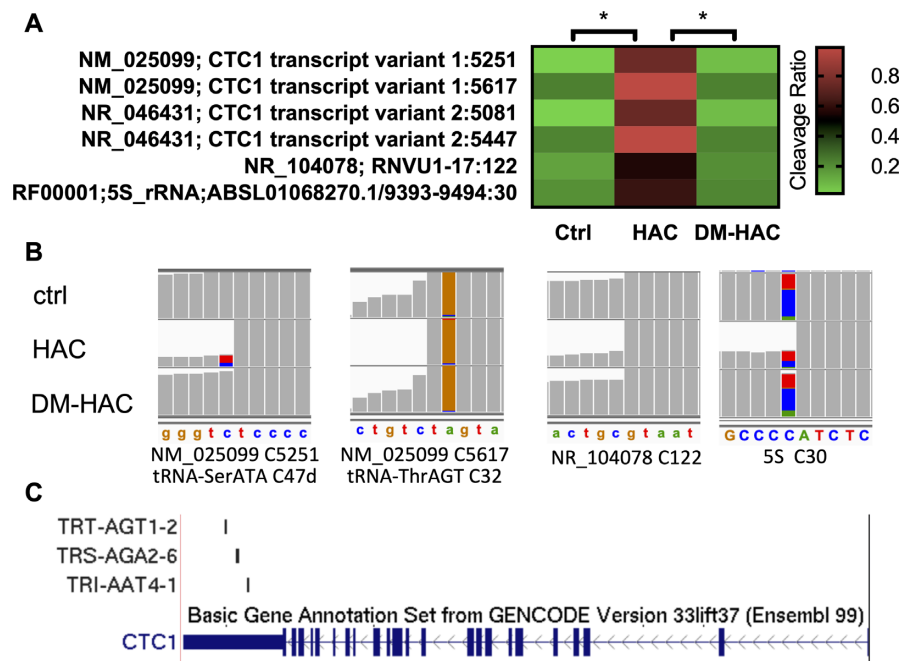 A
* *
NM_025099; CTC1 transcript variant 1:5251
NM_025099; CTC1 transcript variant 1:5617
NR_046431; CTC1 transcript variant 2:5081
NR_046431; CTC1 transcript variant 2:5447
NR_104078; RNVU1-17:122
RF00001;5S_rRNA;ABSL01068270.1/9393-9494:30
Ctrl HAC DM-HAC
Cleavage Ratio
0.8
0.6
0.4
0.2
B
ctrl
HAC
DM-HAC
g g g t c t c c c c
c t g t c t a g t a
a c t g c g t a a t
G C C C C A T C T C
NM_025099 C5251
tRNA-SerATA C47d
NM_025099 C5617
tRNA-ThrAGT C32
NR_104078 C122
5S C30
C
TRT-AGT1-2
TRS-AGA2-6
TRI-AAT4-1
Basic Gene Annotation Set from GENCODE Version 33lift37 (Ensembl 99)
CTC1